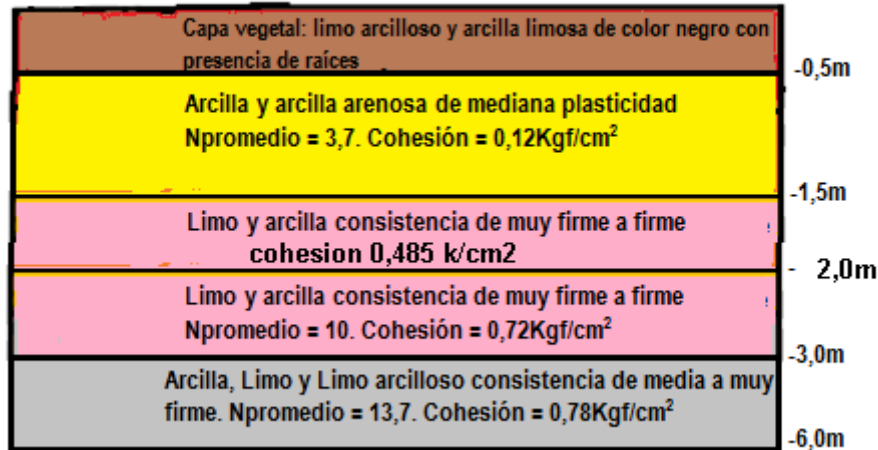 Capa vegetal: limo arcilloso y arcilla limosa de color negro con
presencia de raíces
-0,5m
Arcilla y arcilla arenosa de mediana plasticidad
Npromedio = 3,7. Cohesión = 0,12Kgf/cm²
-1,5m
Limo y arcilla consistencia de muy firme a firme
cohesion 0,485 k/cm2
- 2,0m
Limo y arcilla consistencia de muy firme a firme
Npromedio = 10. Cohesión = 0,72Kgf/cm²
-3,0m
Arcilla, Limo y Limo arcilloso consistencia de media a muy
firme. Npromedio = 13,7. Cohesión = 0,78Kgf/cm²
-6,0m